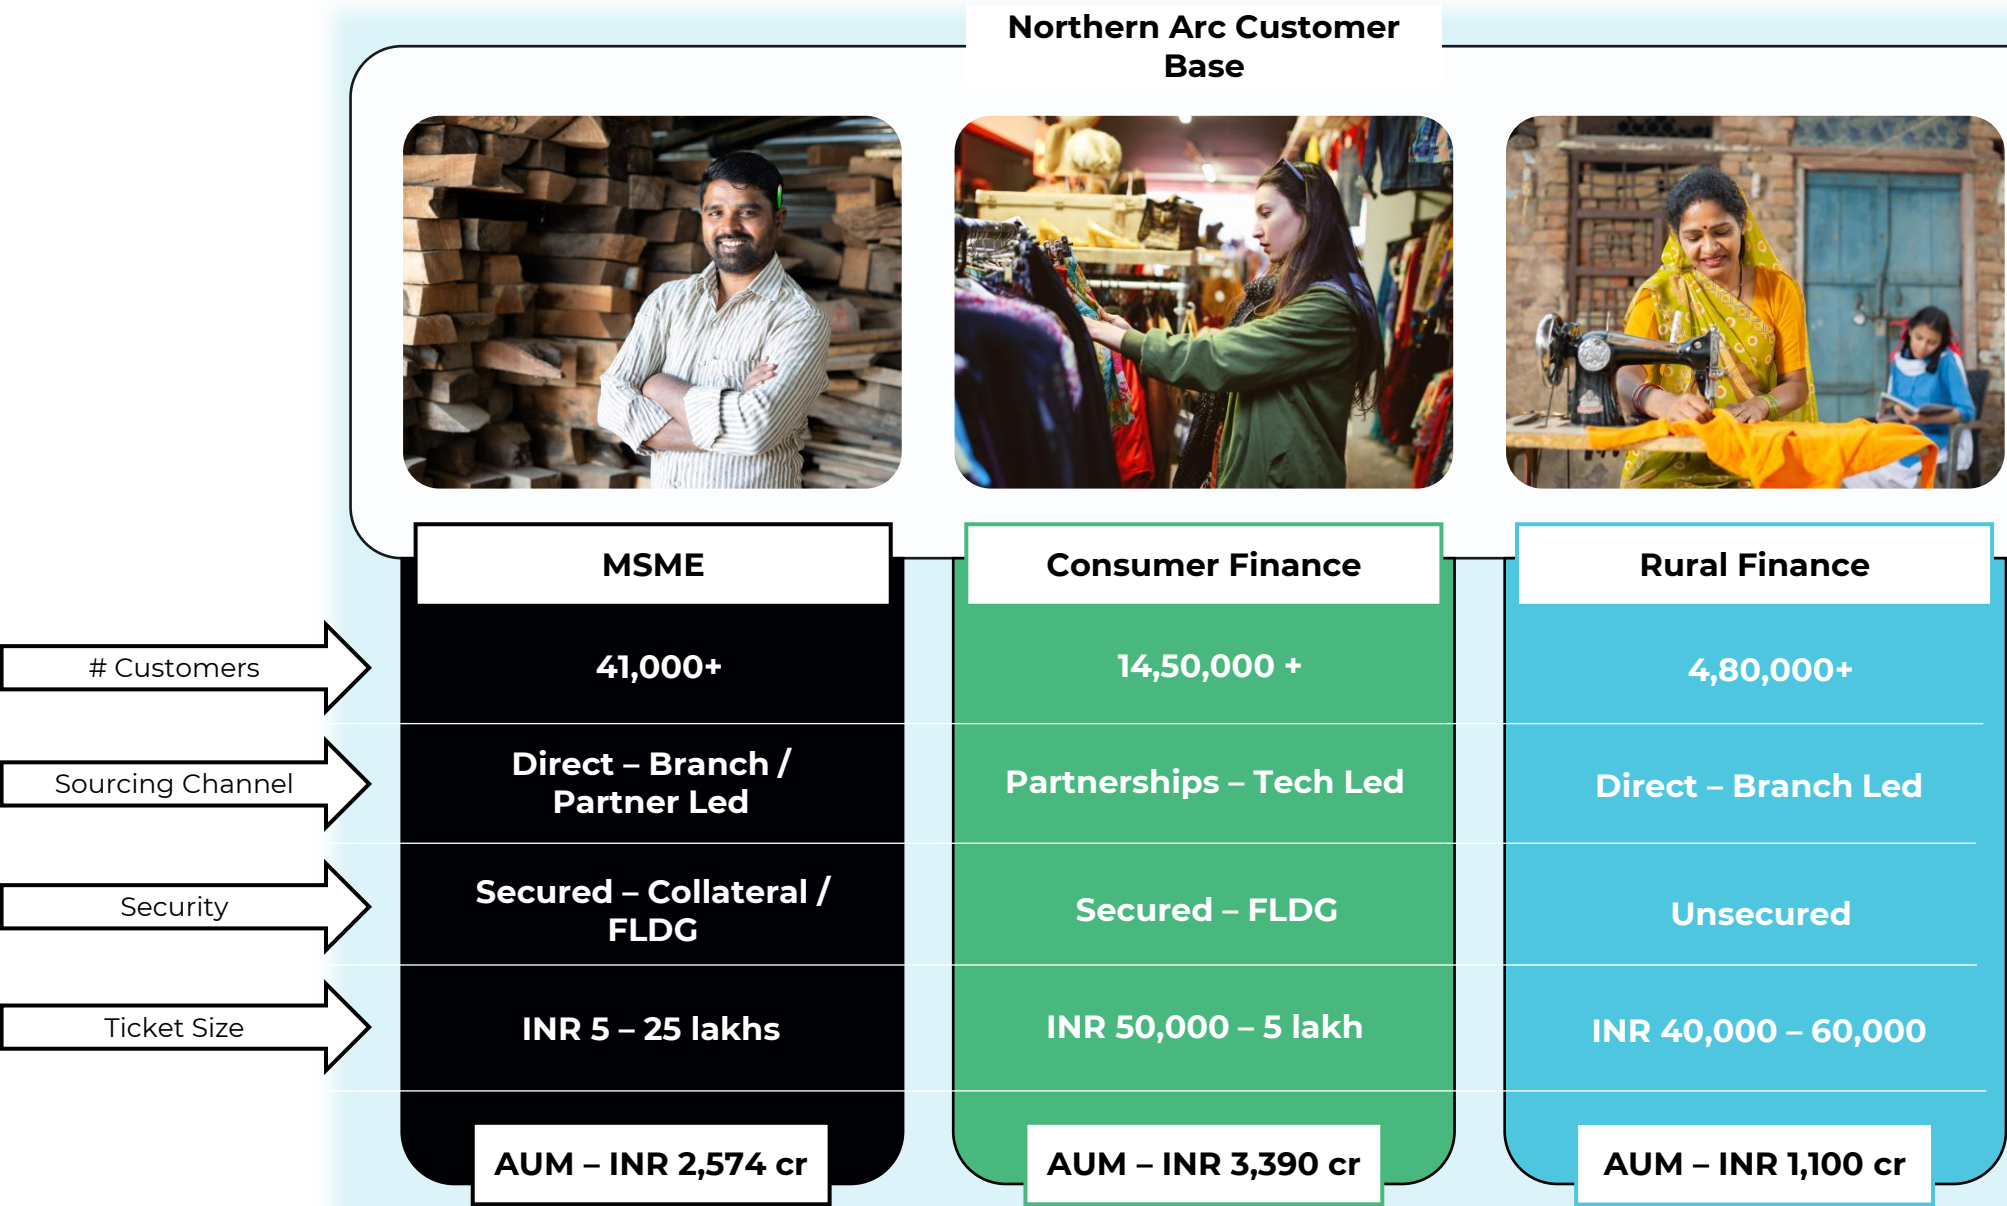 Northern Arc Customer
Base
MSME
Consumer Finance
Rural Finance
# Customers
41,000+
14,50,000 +
4,80,000+
Sourcing Channel
Direct – Branch /
Partner Led
Partnerships – Tech Led
Direct – Branch Led
Security
Secured – Collateral /
FLDG
Secured – FLDG
Unsecured
Ticket Size
INR 5 – 25 lakhs
INR 50,000 – 5 lakh
INR 40,000 – 60,000
AUM – INR 2,574 cr
AUM – INR 3,390 cr
AUM – INR 1,100 cr